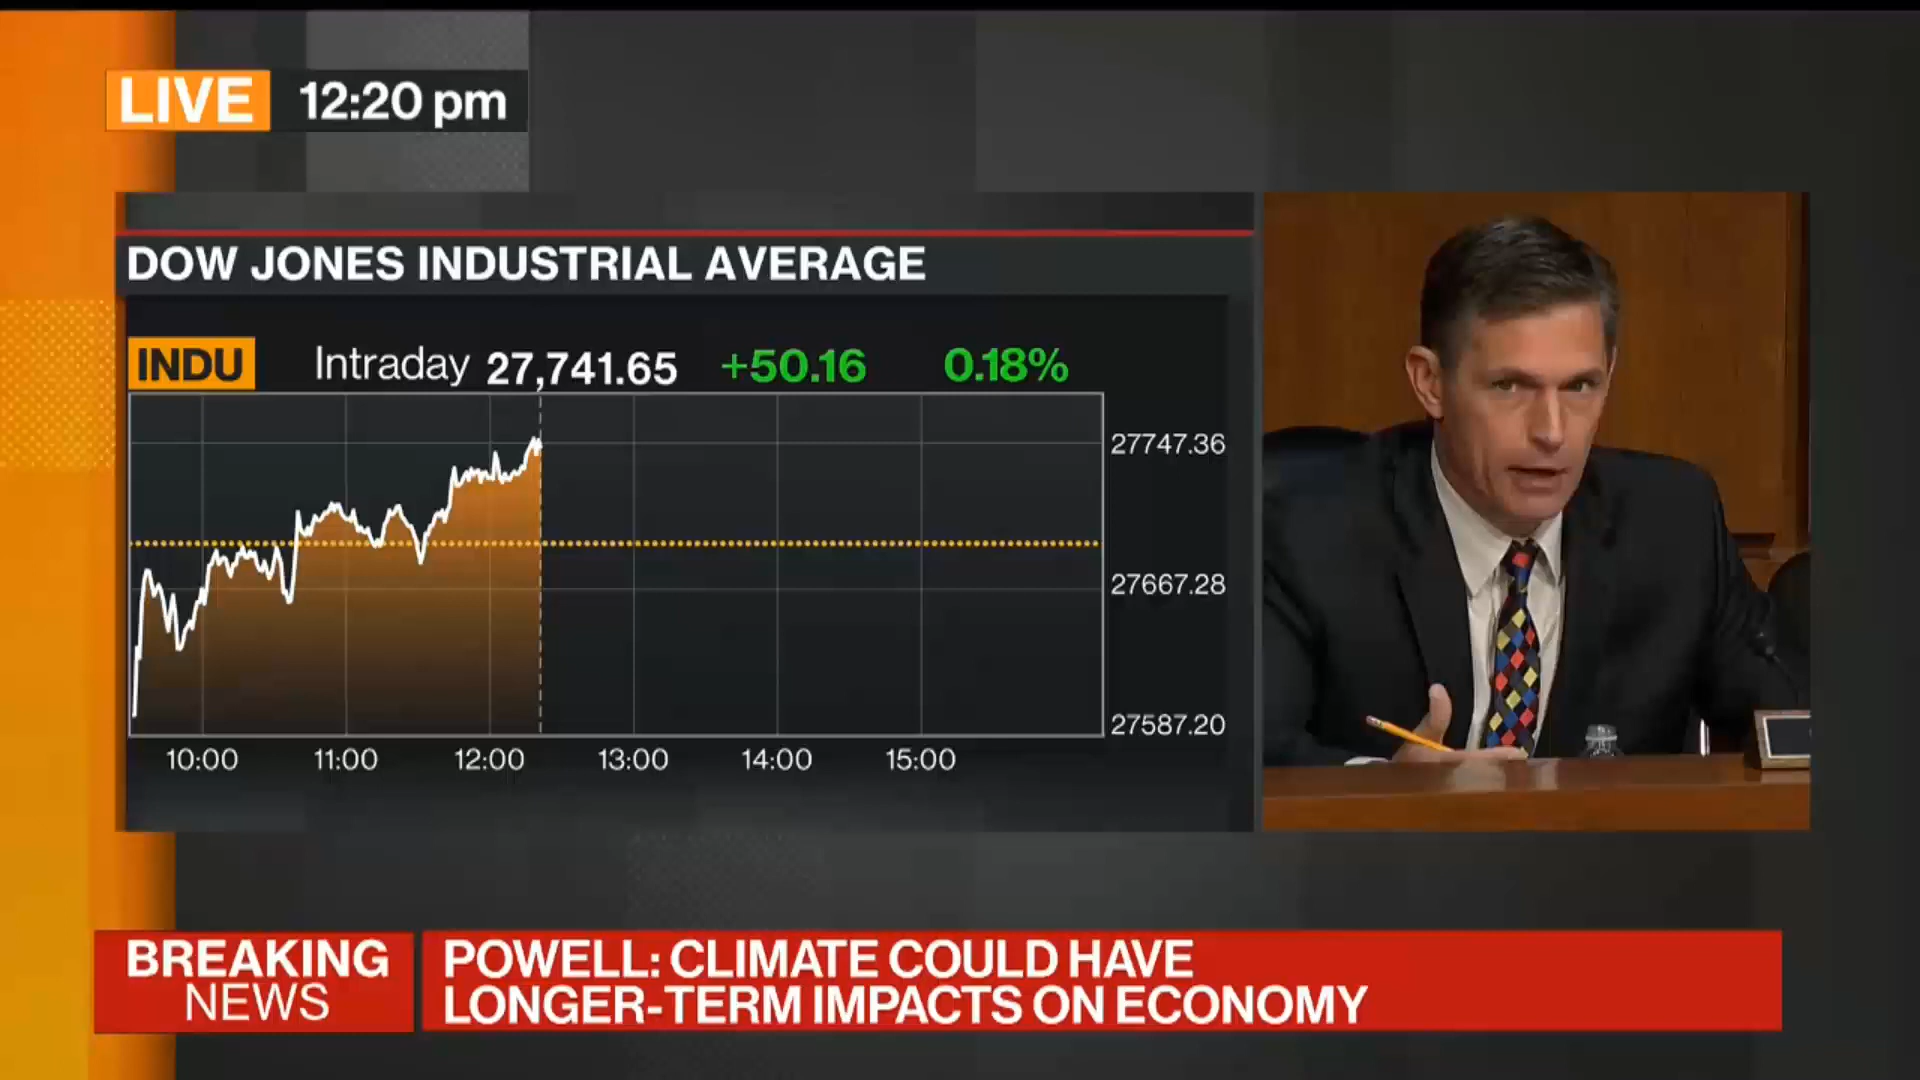 LIVE 12:20 pm
DOW JONES INDUSTRIAL AVERAGE
INDU Intraday 27,741.65 +50.16 0.18%
27747.36
27667.28
27587.20
10:00 11:00 12:00 13:00 14:00 15:00
BREAKING
NEWS
POWELL: CLIMATE COULD HAVE
LONGER-TERM IMPACTS ON ECONOMY